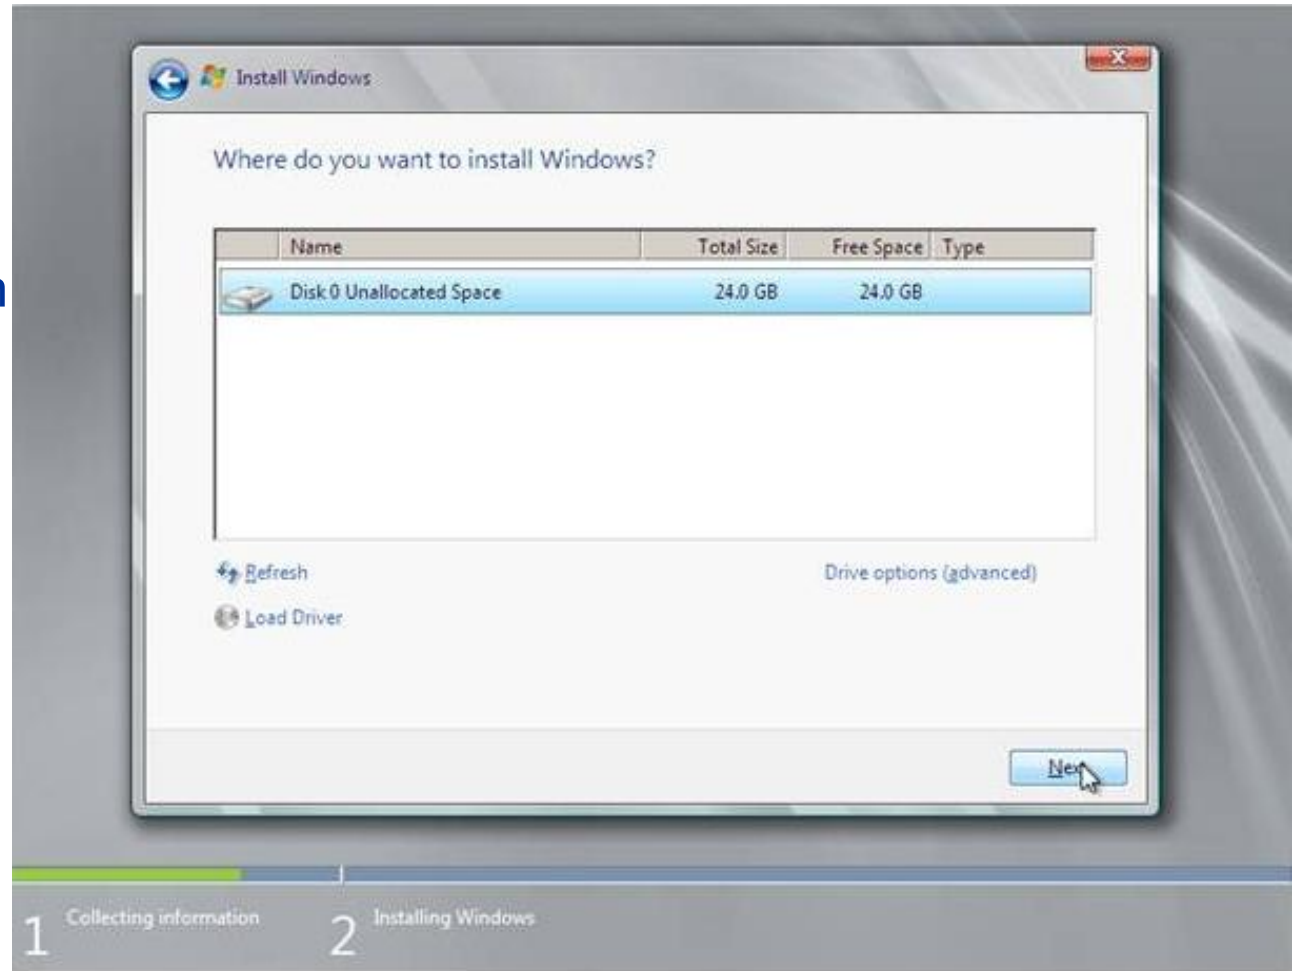 Install Windows
Where do you want to install Windows?
Name Total Size Free Space Type
Disk 0 Unallocated Space 24.0 GB 24.0 GB
Refresh Drive options (advanced)
Load Driver
1 Collecting information 2 Installing Windows